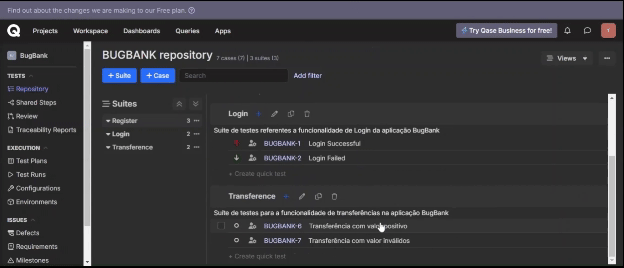 Find out about the changes we are making to our Free plan.
Projects Workspace Dashboards Queries Apps Try Qase Business for free! T
BugBank
TESTS
Repository
Shared Steps
Review
Traceability Reports
EXECUTION
Test Plans
Test Runs
Configurations
Environments
ISSUES
Defects
Requirements
Milestones
BUGBANK repository 7 cases (7) | 3 suites (3)
Views
+ Suite + Case Search Add filter
Suites
Register 3
Login 2
Transference 2
Login
Suite de testes referentes a funcionalidade de Login da aplicação BugBank
BUGBANK-1 Login Successful
BUGBANK-2 Login Failed
+ Create quick test
Transference
Suite de testes para a funcionalidade de transferências na aplicação BugBank
BUGBANK-6 Transferência com valor positivo
BUGBANK-7 Transferência com valor inválidos
+ Create quick test